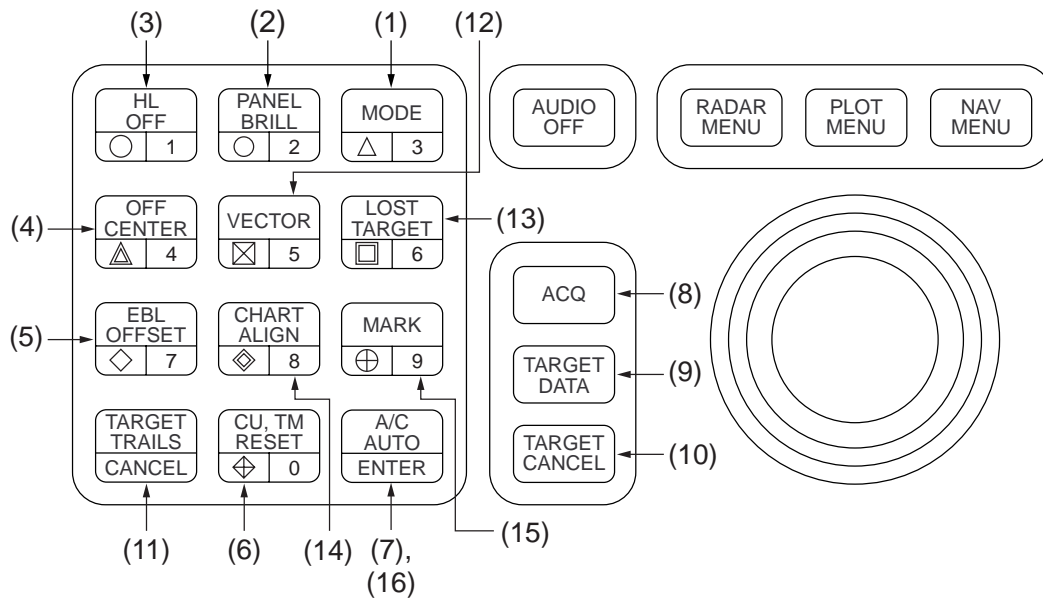 (3)
(2)
(1)
(12)
HL
OFF
1
PANEL
BRILL
2
MODE
3
AUDIO
OFF
RADAR
MENU
PLOT
MENU
NAV
MENU
(4)
OFF
CENTER
4
VECTOR
5
LOST
TARGET
6
(13)
(5)
EBL
OFFSET
7
CHART
ALIGN
8
MARK
9
ACQ
(8)
TARGET
DATA
(9)
TARGET
CANCEL
(10)
TARGET
TRAILS
CANCEL
CU, TM
RESET
0
A/C
AUTO
ENTER
(11)
(6)
(14)
(7),
(16)
(15)